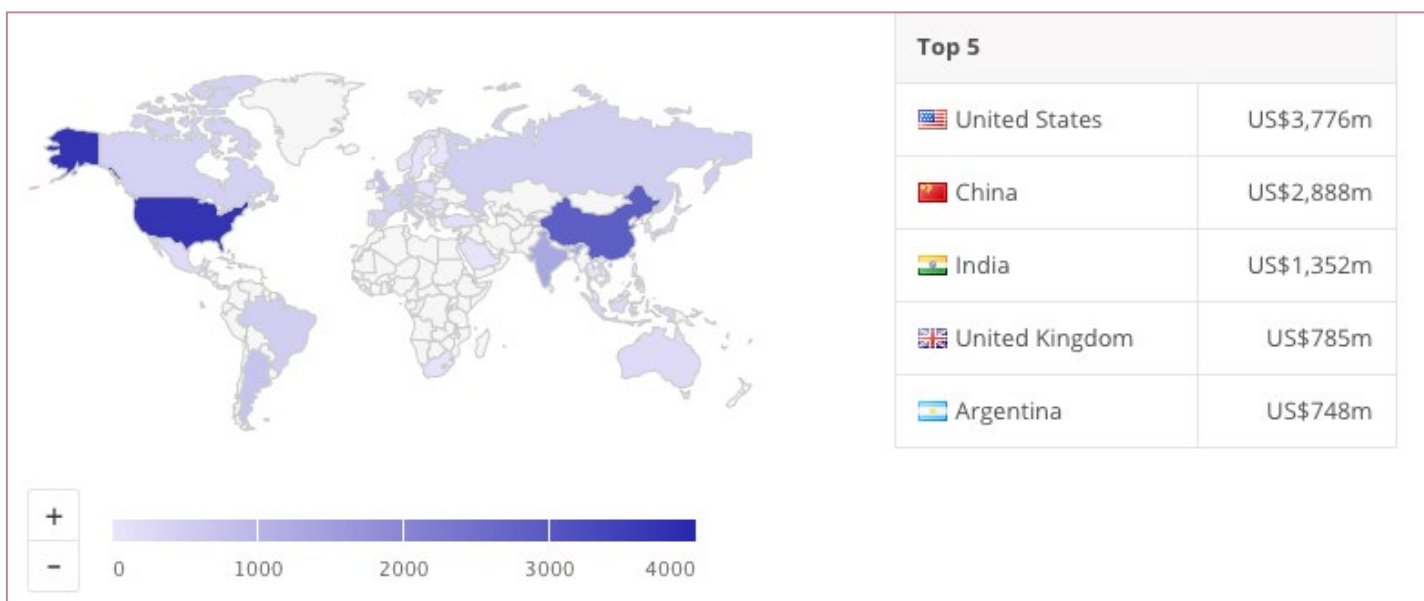 Top 5
United States US$3,776m
China US$2,888m
India US$1,352m
United Kingdom US$785m
Argentina US$748m
+
-
0 1000 2000 3000 4000